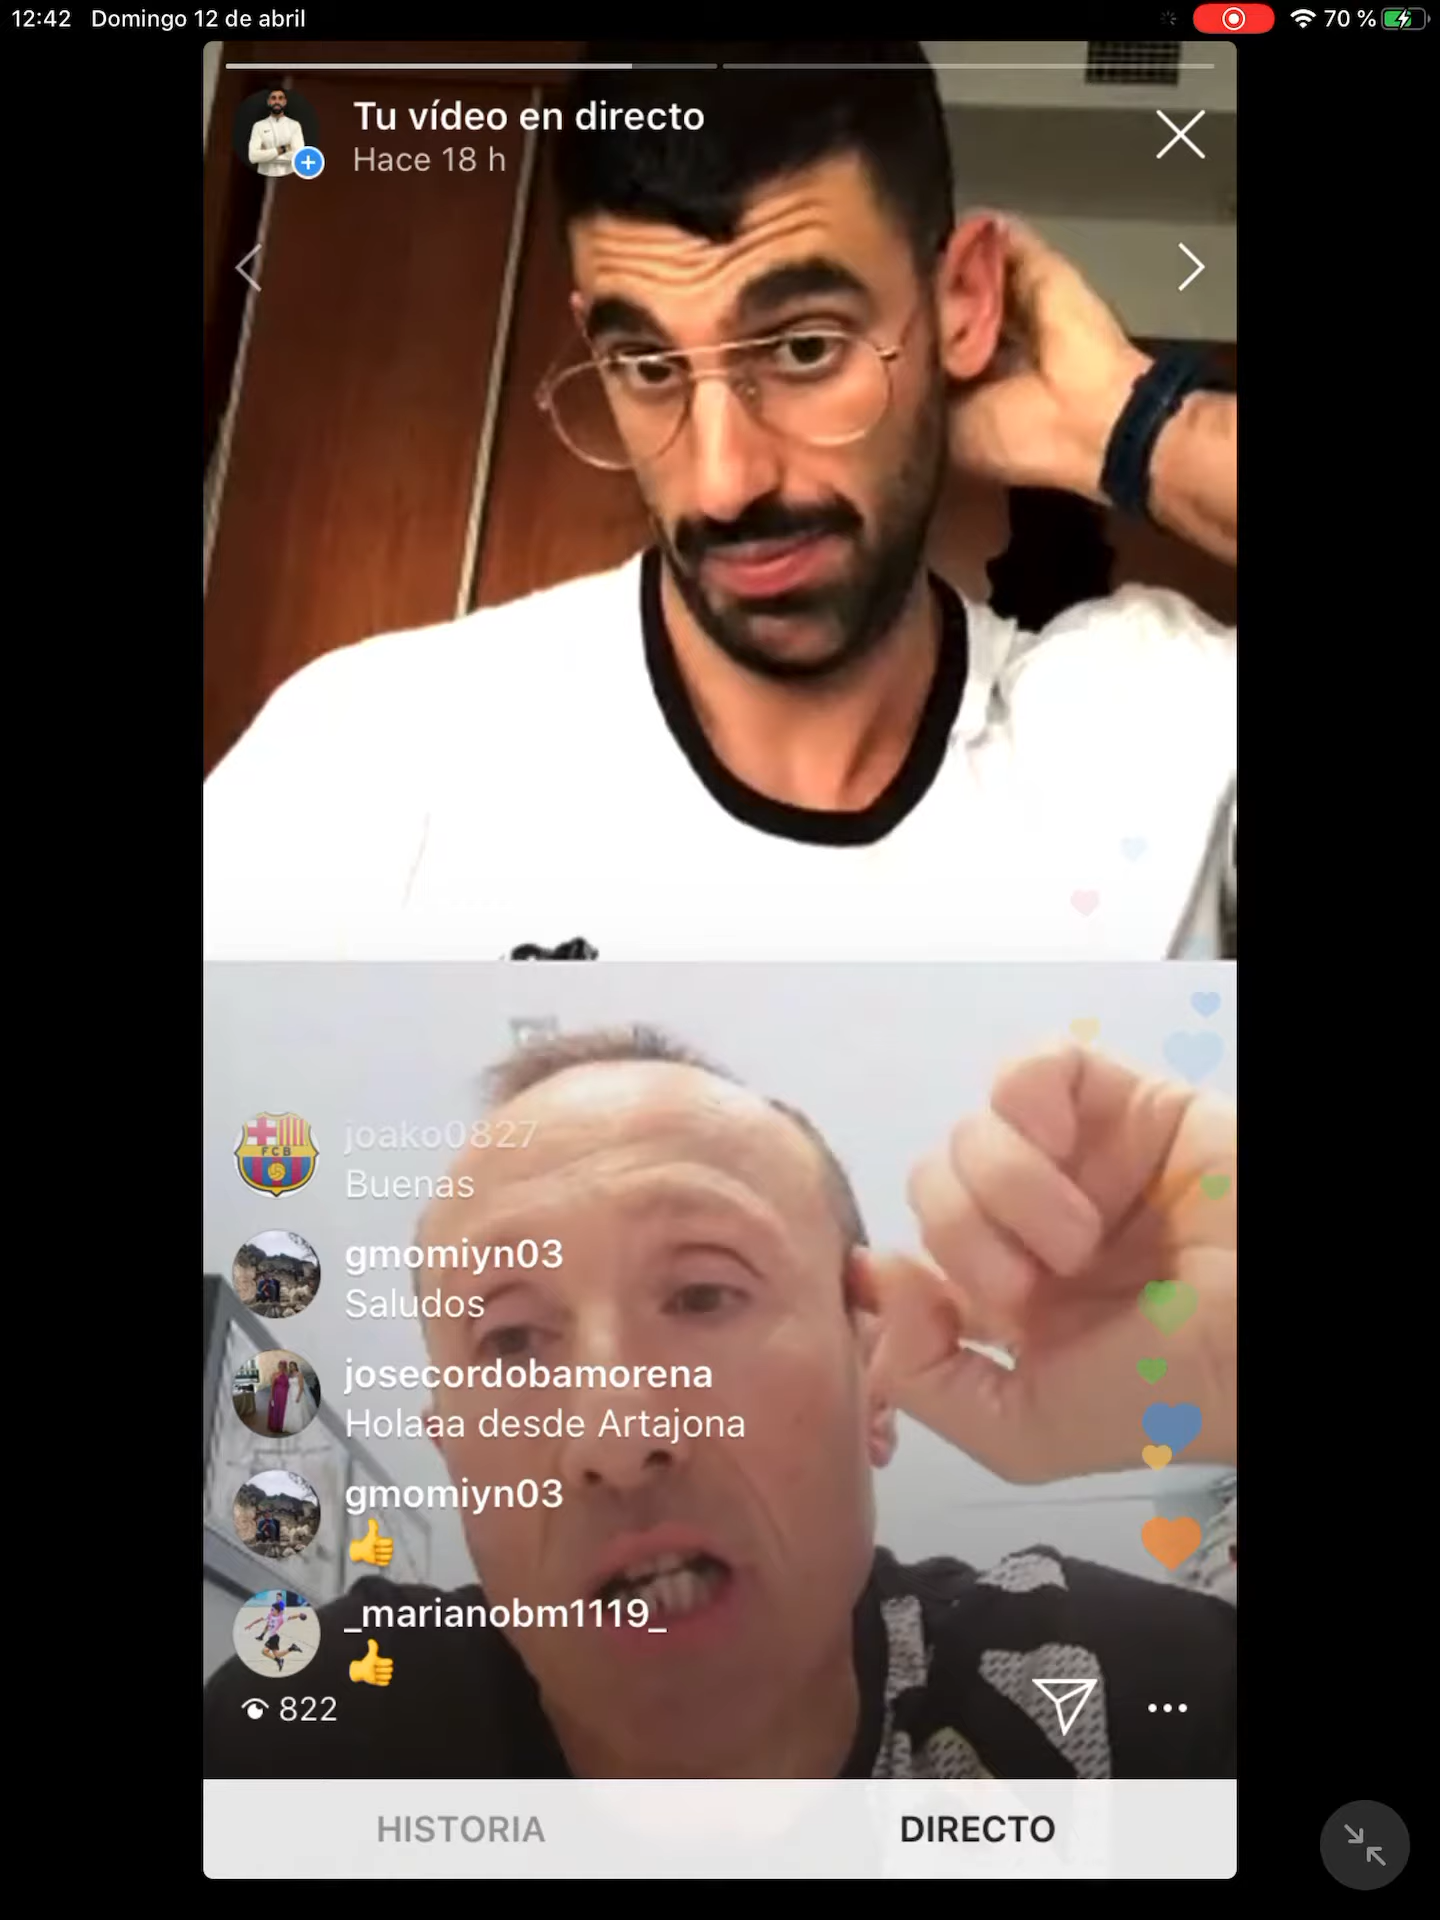 12:42 Domingo 12 de abril
70 %
Tu vídeo en directo
Hace 18 h
FCB
joako0827
Buenas
gmomiyn03
Saludos
josecordobamorena
Holaaa desde Artajona
gmomiyn03
👍
_marianobm1119_
👍
822
HISTORIA
DIRECTO